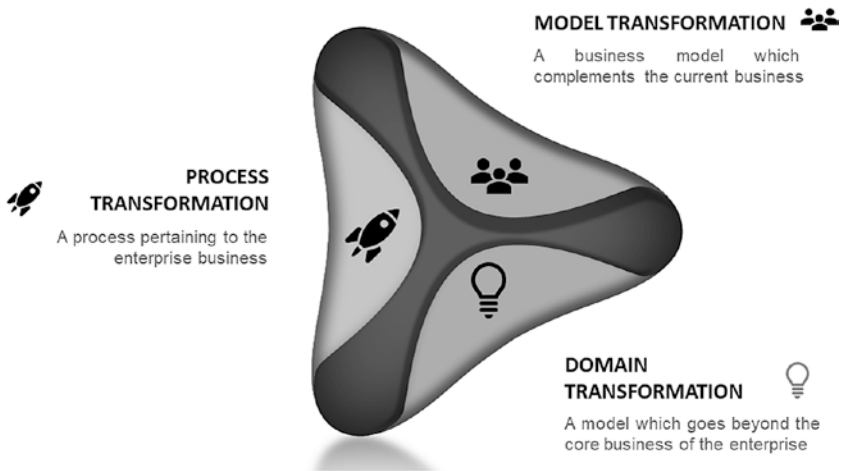 MODEL TRANSFORMATION
A business model which
complements the current business
PROCESS
TRANSFORMATION
A process pertaining to the
enterprise business
DOMAIN
TRANSFORMATION
A model which goes beyond the
core business of the enterprise